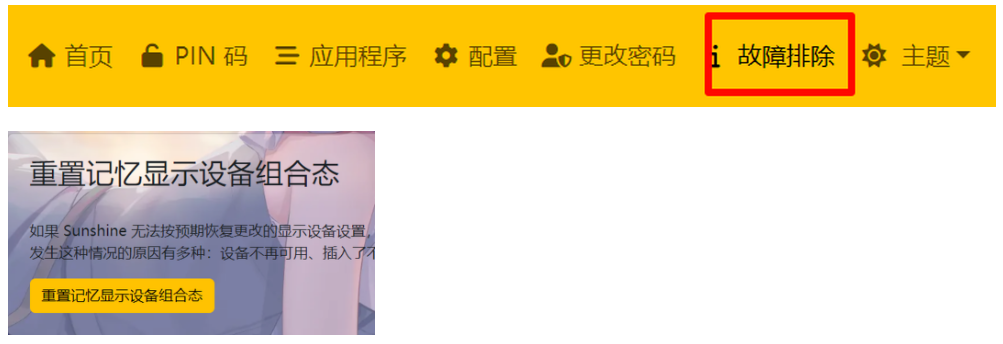 首页 PIN 码 应用程序 配置 更改密码 故障排除 主题
重置记忆显示设备组合态
如果 Sunshine 无法按预期恢复更改的显示设备设置，
发生这种情况的原因有多种：设备不再可用、插入了不
重置记忆显示设备组合态